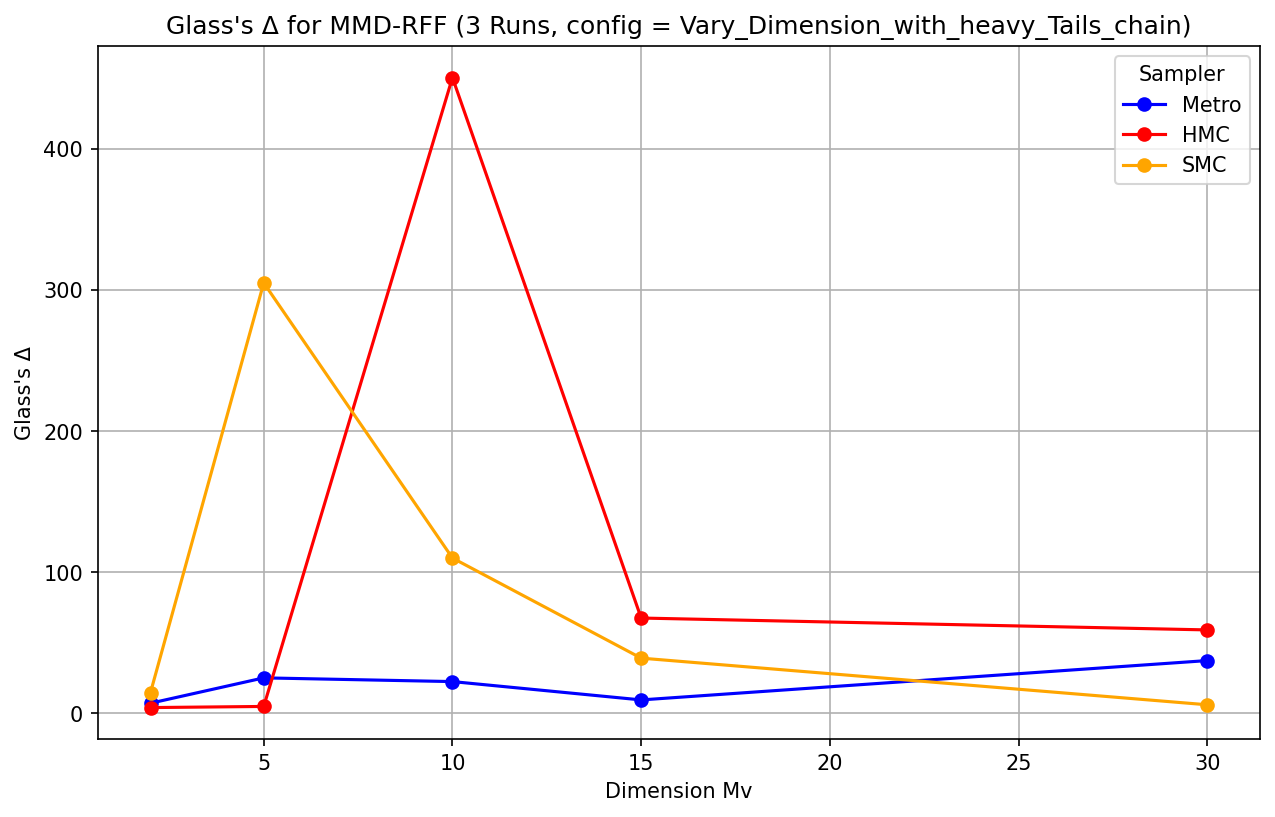 Glass's Δ for MMD-RFF (3 Runs, config = Vary_Dimension_with_heavy_Tails_chain)
Sampler
Metro
HMC
SMC
Glass's Δ
400
300
200
100
0
5 10 15 20 25 30
Dimension Mv